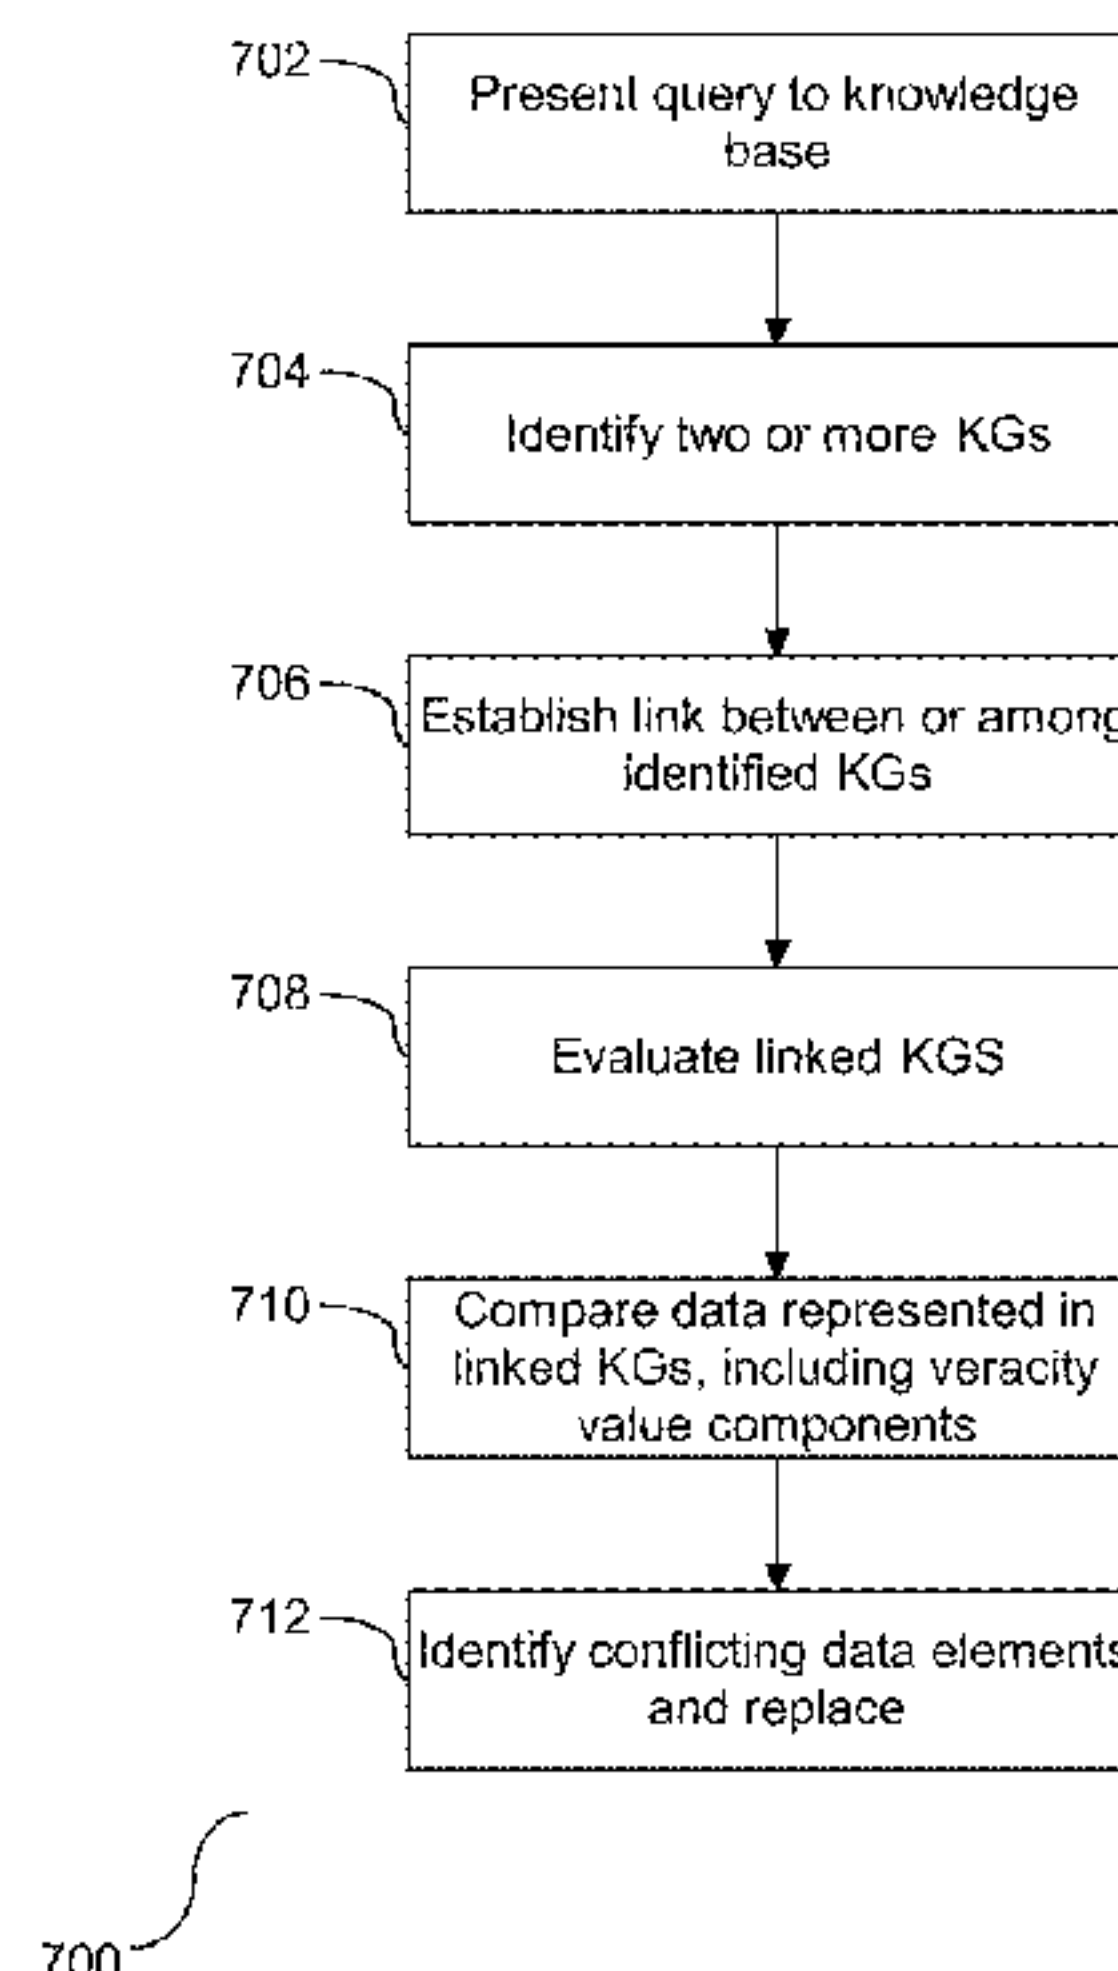 702
Present query to knowledge
base
704
Identify two or more KGs
706
Establish link between or among
identified KGs
708
Evaluate linked KGS
710
Compare data represented in
linked KGs, including veracity
value components
712
Identify conflicting data elements
and replace
700